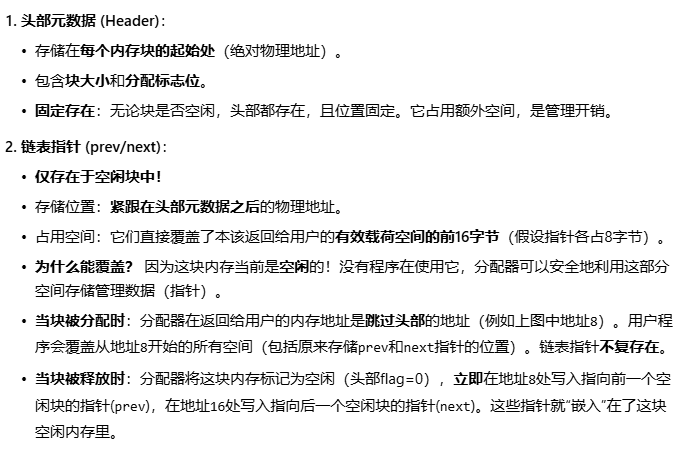 1. 头部元数据 (Header)：
• 存储在每个内存块的起始处（绝对物理地址）。
• 包含块大小和分配标志位。
• 固定存在：无论块是否空闲，头部都存在，且位置固定。它占用额外空间，是管理开销。
2. 链表指针 (prev/next)：
• 仅存在于空闲块中！
• 存储位置：紧跟在头部元数据之后的物理地址。
• 占用空间：它们直接覆盖了本该返回给用户的有效载荷空间的前16字节（假设指针各占8字节）。
• 为什么能覆盖？ 因为这块内存当前是空闲的！没有程序在使用它，分配器可以安全地利用这部分
空间存储管理数据（指针）。
• 当块被分配时：分配器在返回给用户的内存地址是跳过头部的地址（例如上图中地址8）。用户程
序会覆盖从地址8开始的所有空间（包括原来存储prev和next指针的位置）。链表指针不复存在。
• 当块被释放时：分配器将这块内存标记为空闲（头部flag=0），立即在地址8处写入指向前一个空
闲块的指针(prev)，在地址16处写入指向后一个空闲块的指针(next)。这些指针就“嵌入”在了这块
空闲内存里。